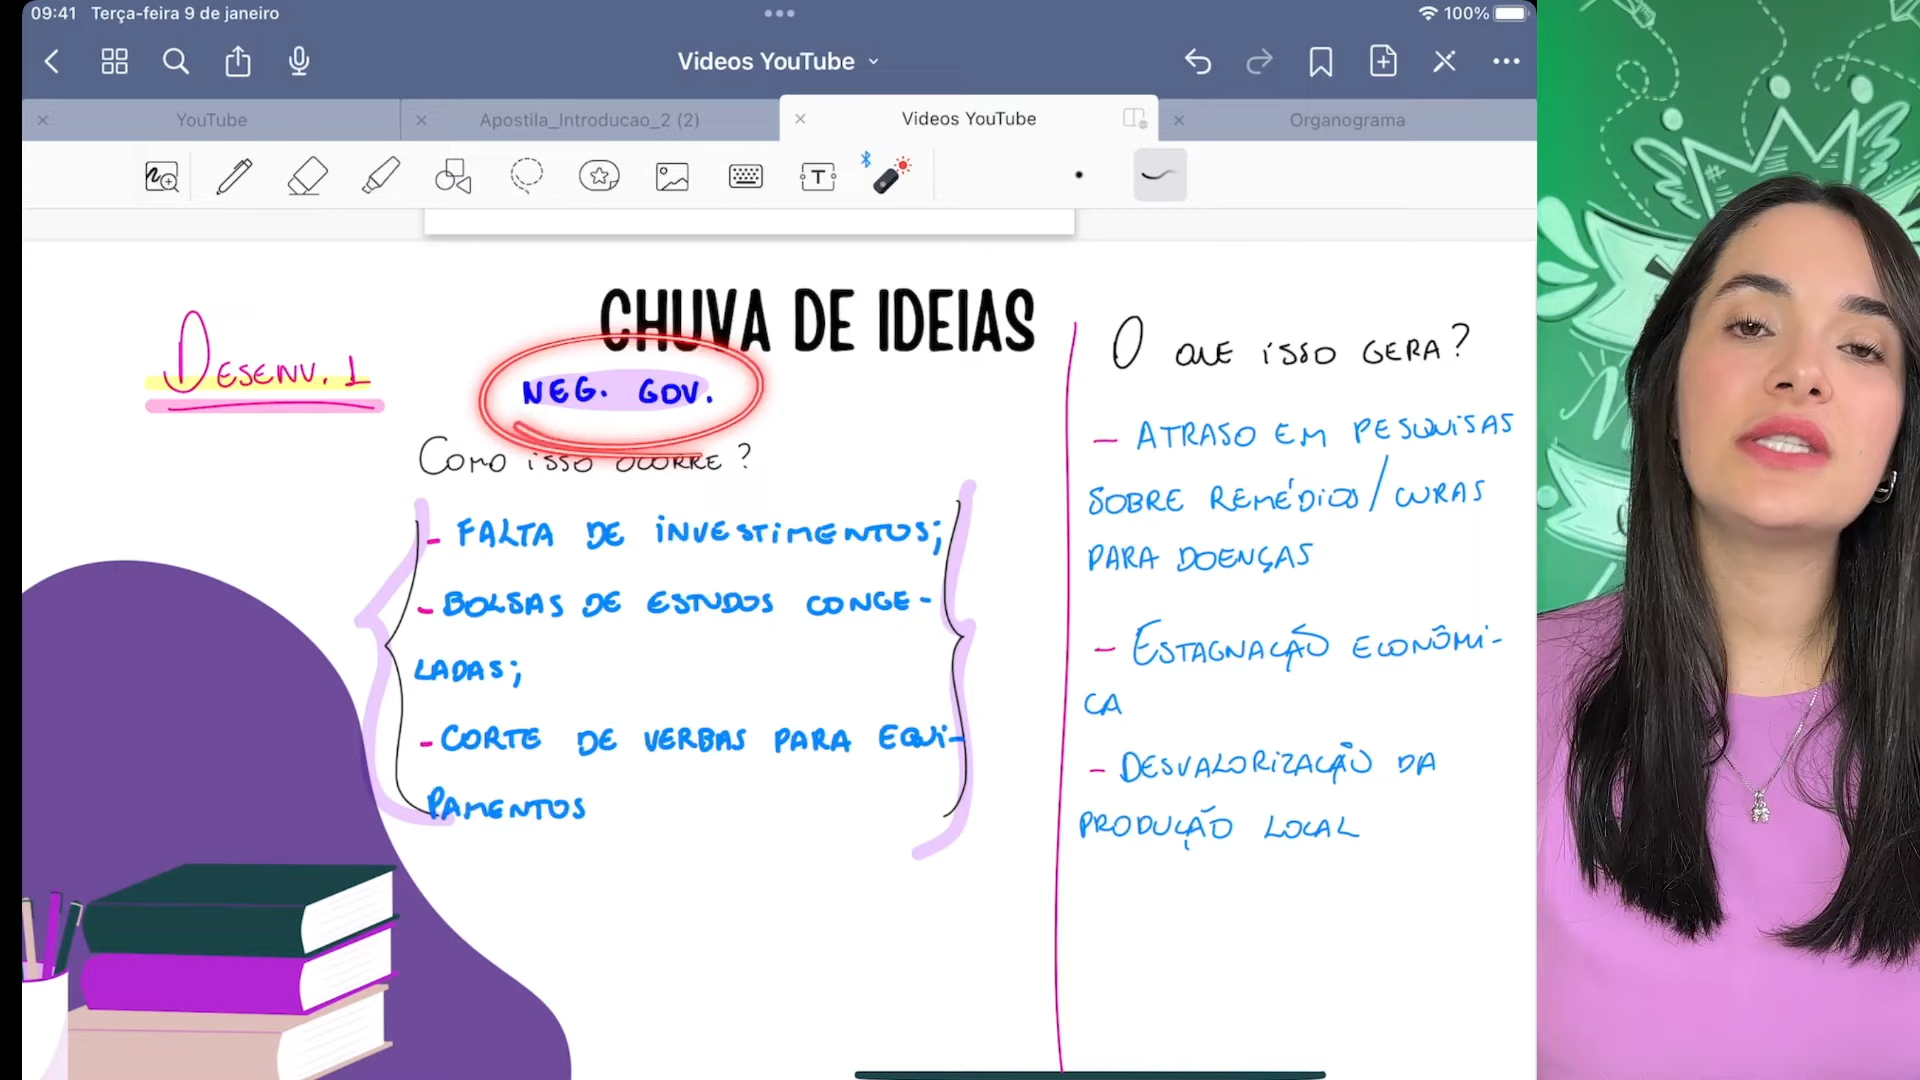 09:41 Terça-feira 9 de janeiro
100%
Videos YouTube
YouTube
Apostila_Introducao_2 (2)
Videos YouTube
Organograma
CHUVA DE IDEIAS
DESENV. 1
NEG. GOV.
COMO ISSO OCORRE?
- FALTA DE INVESTIMENTOS;
- BOLSAS DE ESTUDOS CONGE-
LADAS;
- CORTE DE VERBAS PARA EQUI-
PAMENTOS
O QUE ISSO GERA?
- ATRASO EM PESQUISAS
SOBRE REMÉDIOS/CURAS
PARA DOENÇAS
- ESTAGNAÇÃO ECONÔMI-
CA
- DESVALORIZAÇÃO DA
PRODUÇÃO LOCAL